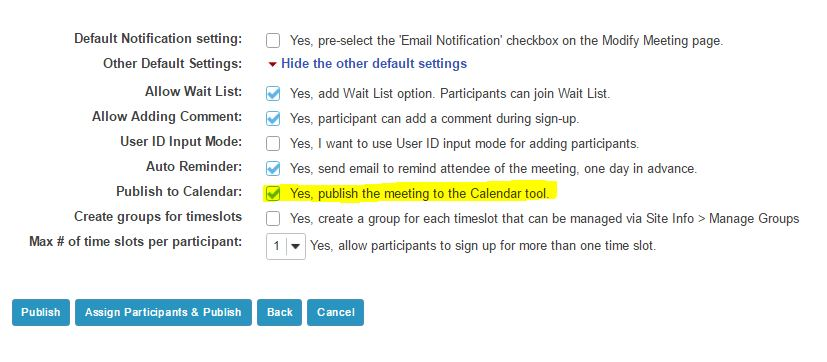 Default Notification setting: Yes, pre-select the 'Email Notification' checkbox on the Modify Meeting page.
Other Default Settings: Hide the other default settings
Allow Wait List: Yes, add Wait List option. Participants can join Wait List.
Allow Adding Comment: Yes, participant can add a comment during sign-up.
User ID Input Mode: Yes, I want to use User ID input mode for adding participants.
Auto Reminder: Yes, send email to remind attendee of the meeting, one day in advance.
Publish to Calendar: Yes, publish the meeting to the Calendar tool.
Create groups for timeslots Yes, create a group for each timeslot that can be managed via Site Info > Manage Groups
Max # of time slots per participant: 1 Yes, allow participants to sign up for more than one time slot.
Publish Assign Participants & Publish Back Cancel